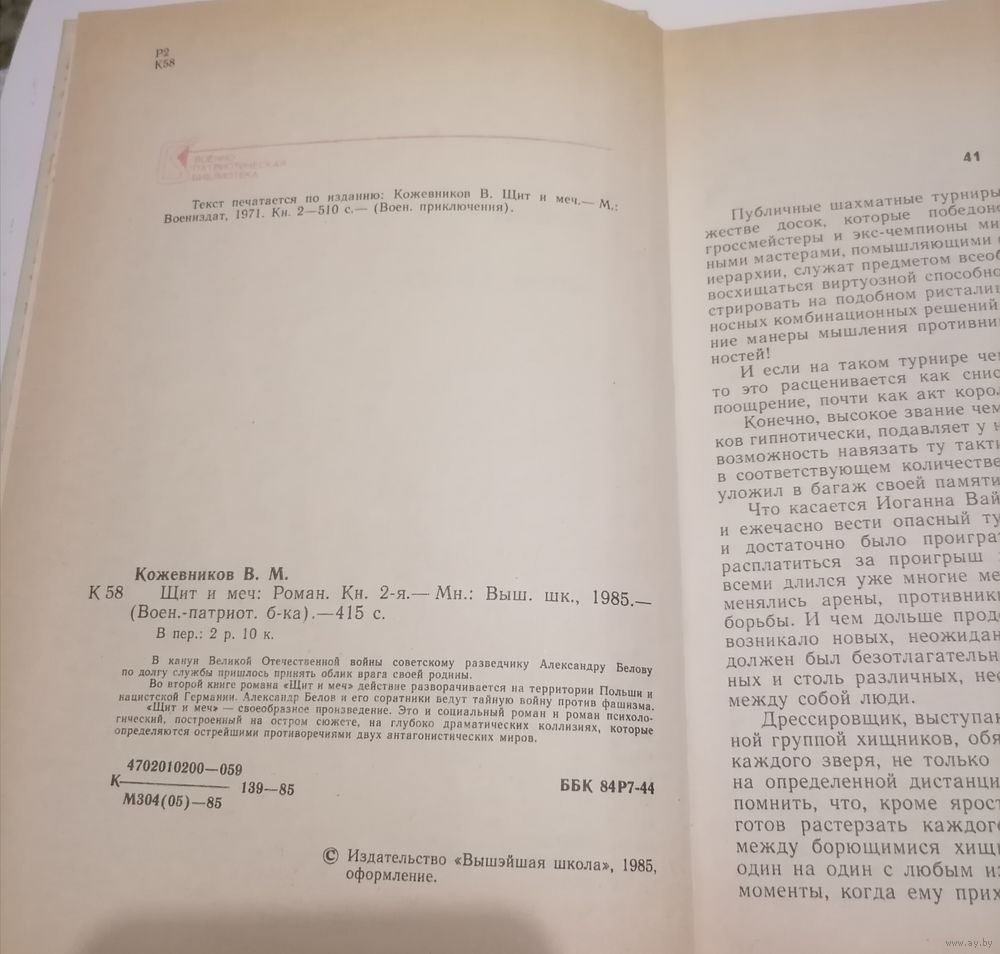 Р2
К58
ВОЕННО
ПАТРИОТИЧЕСКАЯ
БИБЛИОТЕКА
Текст печатается по изданию: Кожевников В. Щит и меч.— М.:
Воениздат, 1971. Кн. 2—510 с.— (Воен. приключения).
Кожевников В. М.
К 58 Щит и меч: Роман. Кн. 2-я.— Мн.: Выш. шк., 1985.—
(Воен.-патриот. б-ка).—415 с.
В пер.: 2 р. 10 к.
В канун Великой Отечественной войны советскому разведчику Александру Белову
по долгу службы пришлось принять облик врага своей родины.
Во второй книге романа «Щит и меч» действие разворачивается на территории Польши и
нацистской Германии. Александр Белов и его соратники ведут тайную войну против фашизма.
«Щит и меч» — своеобразное произведение. Это и социальный роман и роман психоло-
гический, построенный на остром сюжете, на глубоко драматических коллизиях, которые
определяются острейшими противоречиями двух антагонистических миров.
4702010200—059
К 139—85
М304(05)—85
ББК 84Р7-44
© Издательство «Вышэйшая школа», 1985,
оформление.
41
Публичные шахматные турниры
жестве досок, которые победоно
гроссмейстеры и экс-чемпионы ми
ными мастерами, помышляющими
иерархии, служат предметом всеоб
восхищаться виртуозной способно
стрировать на подобном ристали
носных комбинационных решений
ние манеры мышления противни
ностей!
И если на таком турнире че
то это расценивается как снис
поощрение, почти как акт коро
Конечно, высокое звание чем
ков гипнотически, подавляет у н
возможность навязать ту такти
в соответствующем количестве
уложил в багаж своей памяти
Что касается Иоганна Вай
и ежечасно вести опасный ту
и достаточно было проиграт
расплатиться за проигрыш
всеми длился уже многие ме
менялись арены, противник
борьбы. И чем дольше прод
возникало новых, неожидан
должен был безотлагательн
ных и столь различных, нес
между собой люди.
Дрессировщик, выступа
ной группой хищников, обя
каждого зверя, не только
на определенной дистанци
помнить, что, кроме ярост
готов растерзать каждого
между борющимися хищн
один на один с любым из
моменты, когда ему прих
www.ay.by